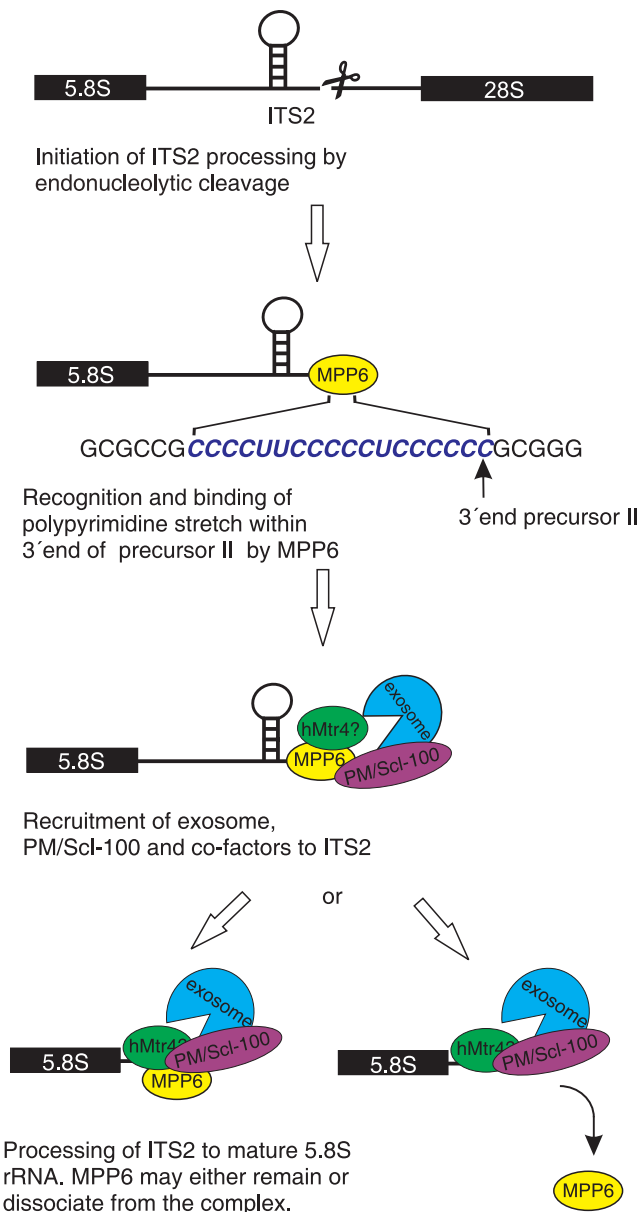 5.8S
28S
ITS2
Initiation of ITS2 processing by
endonucleolytic cleavage
5.8S
MPP6
GCGCCGCCCCUUCCCCCUCCCCCCGCGGG
Recognition and binding of
polypyrimidine stretch within
3´end of precursor II by MPP6
3´end precursor II
exosome
hMtr4?
MPP6
PM/Scl-100
5.8S
Recruitment of exosome,
PM/Scl-100 and co-factors to ITS2
or
exosome
hMtr4?
PM/Scl-100
5.8S
MPP6
exosome
hMtr4?
PM/Scl-100
5.8S
Processing of ITS2 to mature 5.8S
rRNA. MPP6 may either remain or
dissociate from the complex.
MPP6